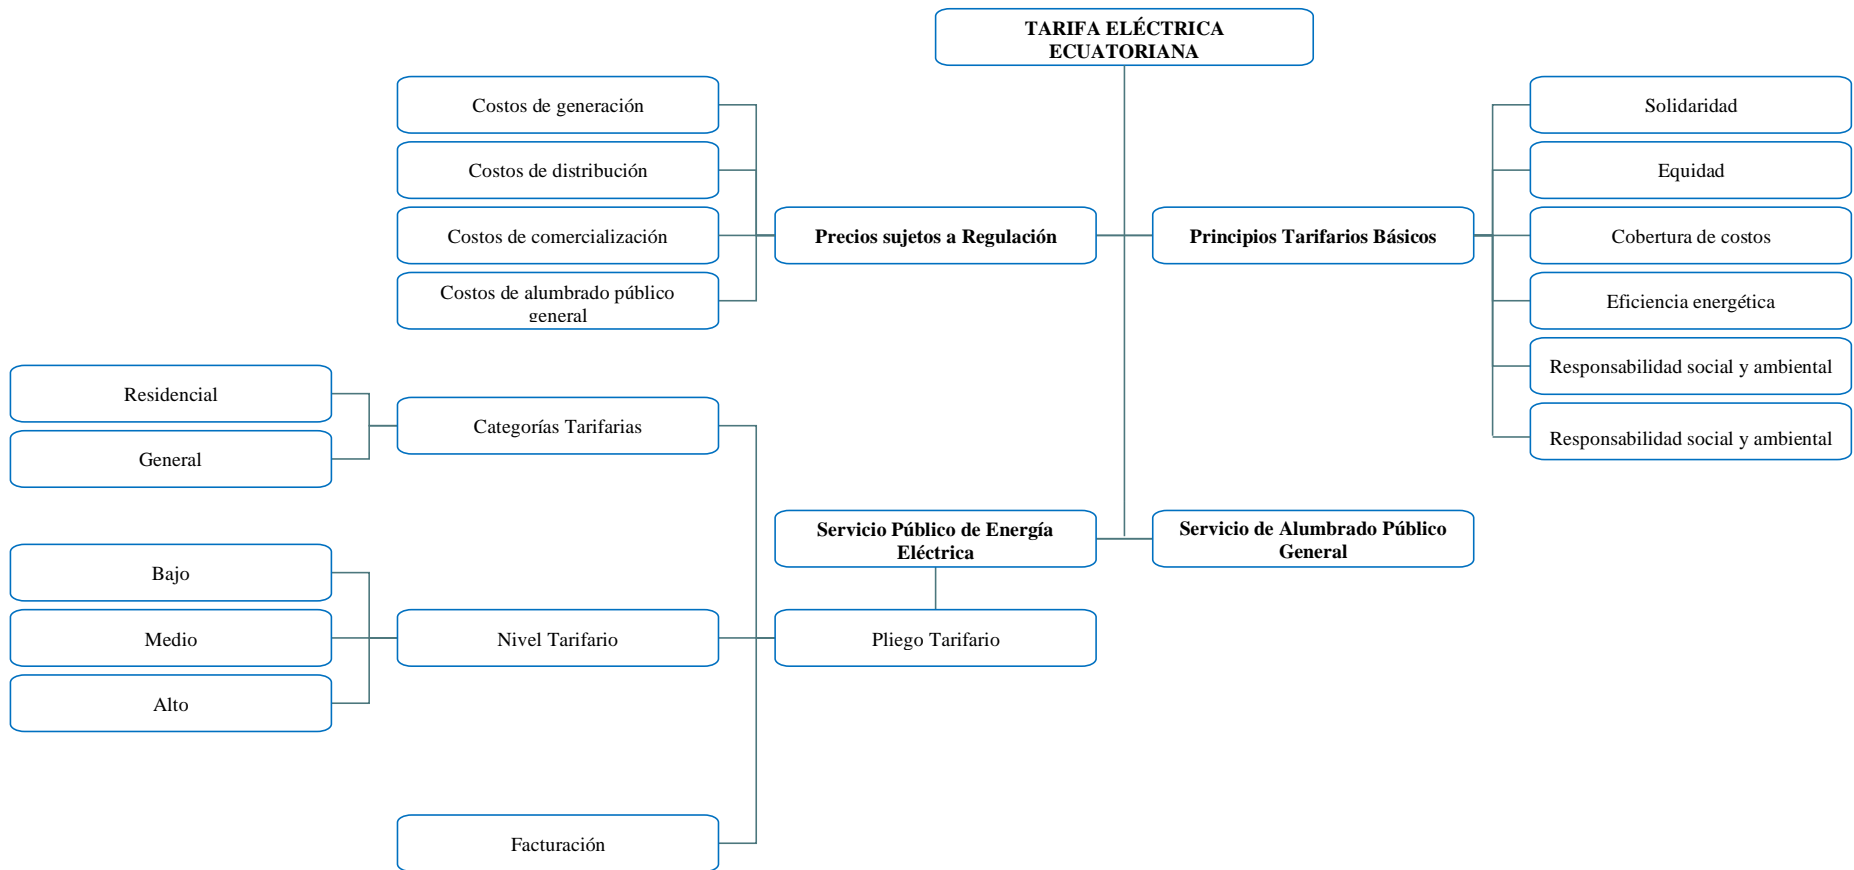 TARIFA ELÉCTRICA
ECUATORIANA
Costos de generación
Costos de distribución
Costos de comercialización
Costos de alumbrado público
general
Precios sujetos a Regulación
Principios Tarifarios Básicos
Solidaridad
Equidad
Cobertura de costos
Eficiencia energética
Responsabilidad social y ambiental
Responsabilidad social y ambiental
Residencial
General
Categorías Tarifarias
Servicio Público de Energía
Eléctrica
Servicio de Alumbrado Público
General
Bajo
Medio
Alto
Nivel Tarifario
Pliego Tarifario
Facturación